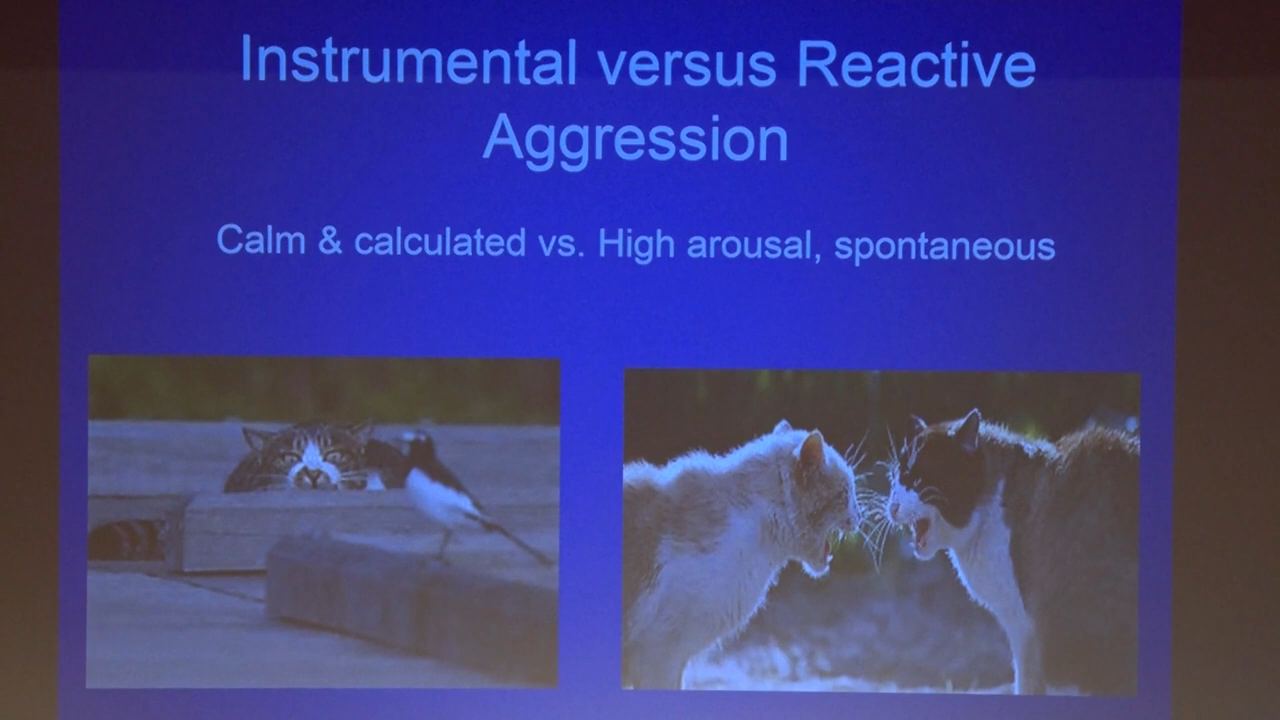 Instrumental versus Reactive
Aggression
Calm & calculated vs. High arousal, spontaneous